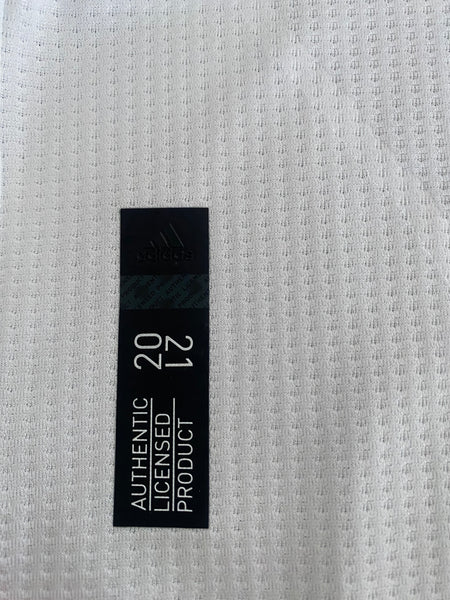 adidas
20
21
AUTHENTIC
LICENSED
PRODUCT